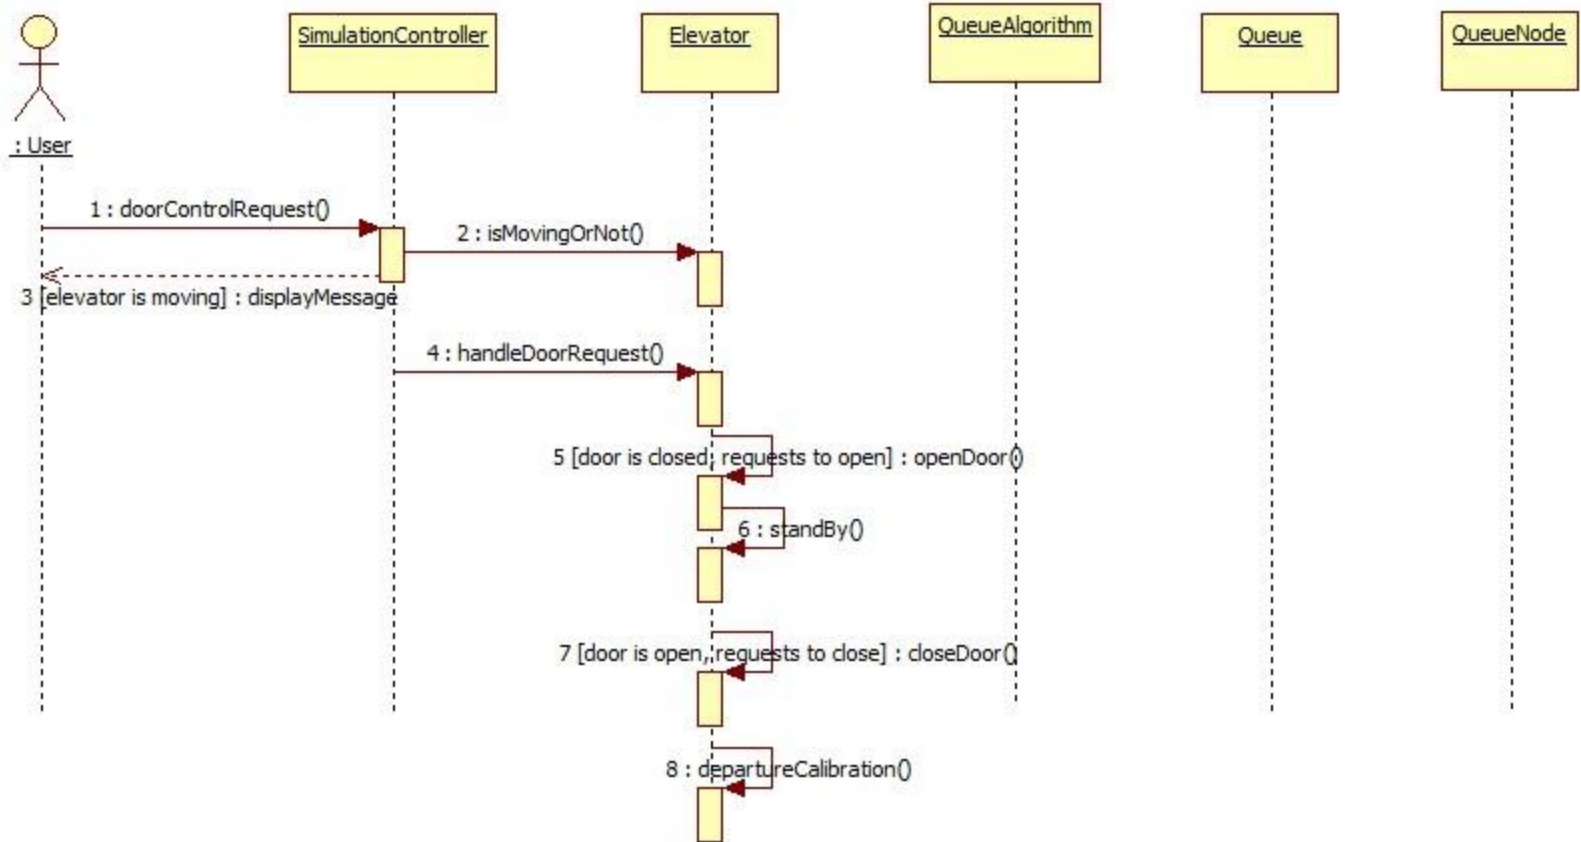 SimulationController
Elevator
QueueAlgorithm
Queue
QueueNode
: User
1 : doorControlRequest()
2 : isMovingOrNot()
3 [elevator is moving] : displayMessage
4 : handleDoorRequest()
5 [door is closed, requests to open] : openDoor()
6 : standBy()
7 [door is open, requests to close] : closeDoor()
8 : departureCalibration()